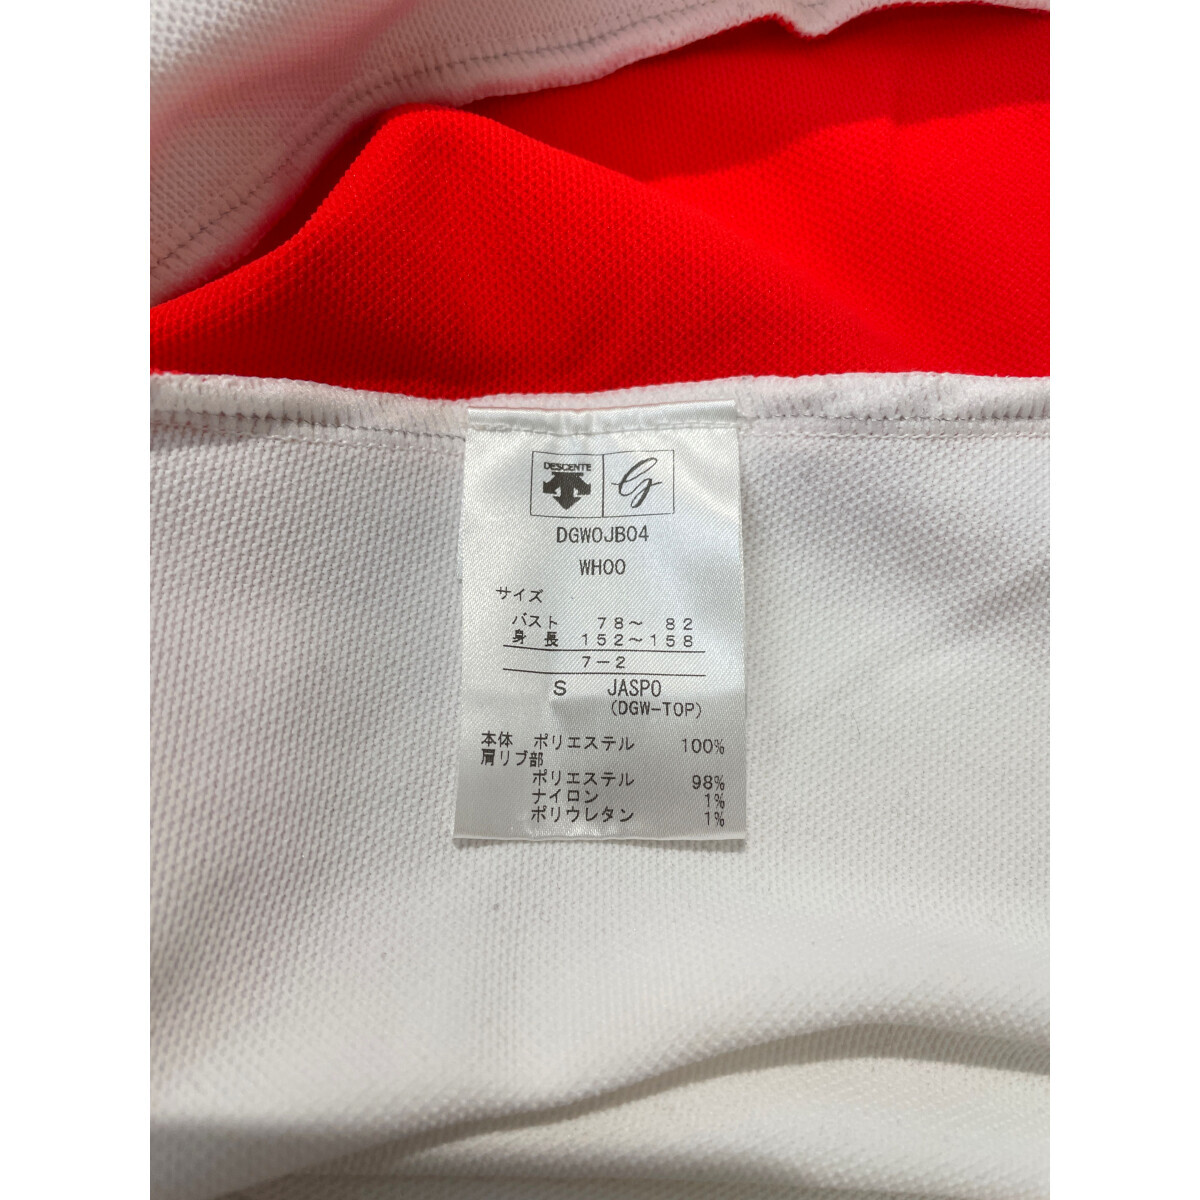 DESCENTE
G
DGWOJB04
WH00
サイズ
バスト 78〜 82
身 長 152〜158
7-2
S JASPO
(DGW-TOP)
本体 ポリエステル 100%
肩リブ部
ポリエステル 98%
ナイロン 1%
ポリウレタン 1%